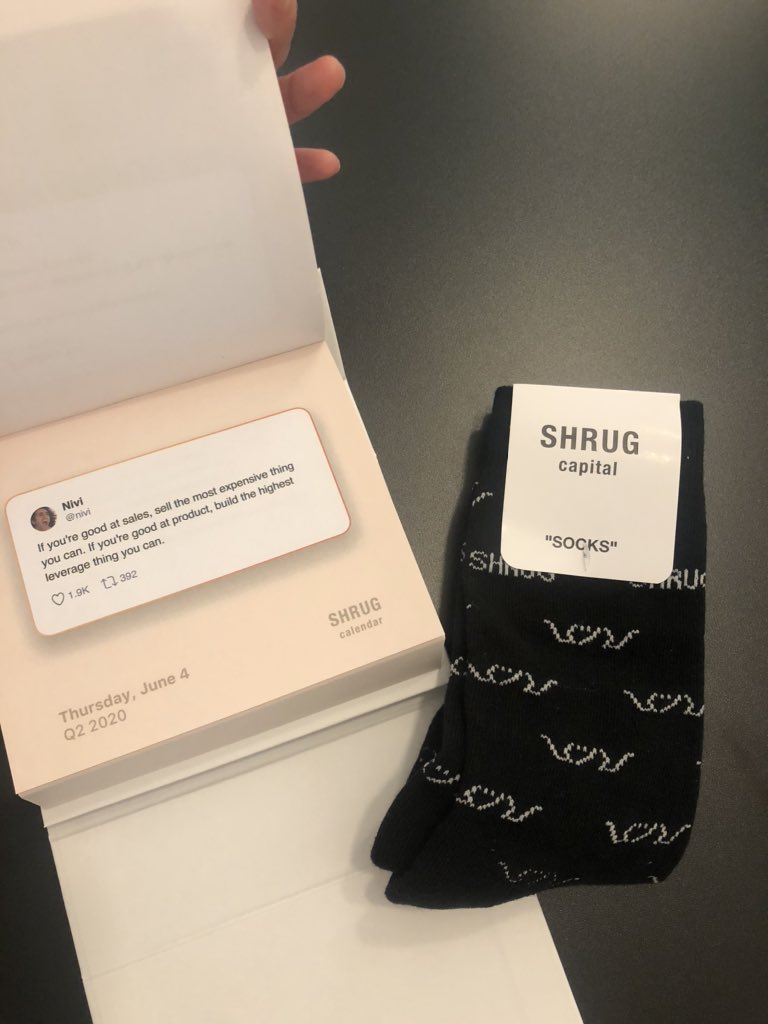 Nivi
@nivi
If you're good at sales, sell the most expensive thing
you can. If you're good at product, build the highest
leverage thing you can.
1.9K 392
SHRUG
calendar
Thursday, June 4
Q2 2020
SHRUG
capital
"SOCKS"
SHRUG SHRUG